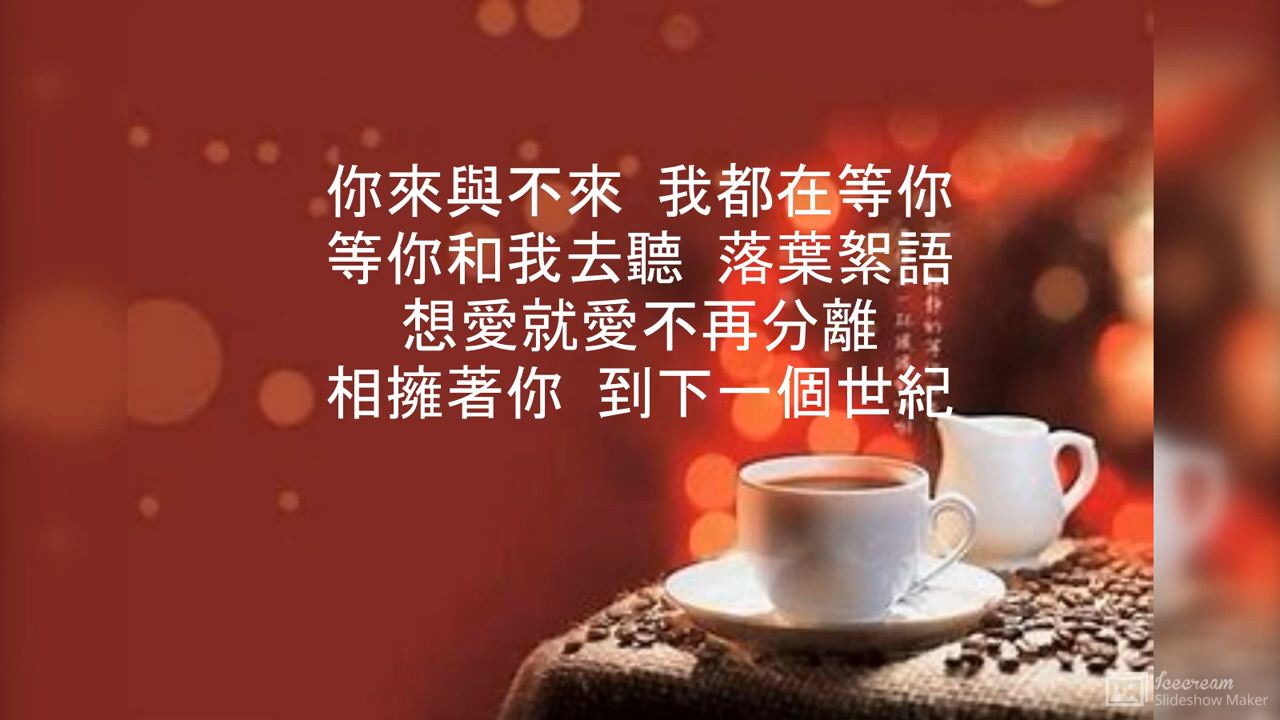 你來與不來 我都在等你
等你和我去聽 落葉絮語
想愛就愛不再分離
相擁著你 到下一個世紀
Icecream
Slideshow Maker